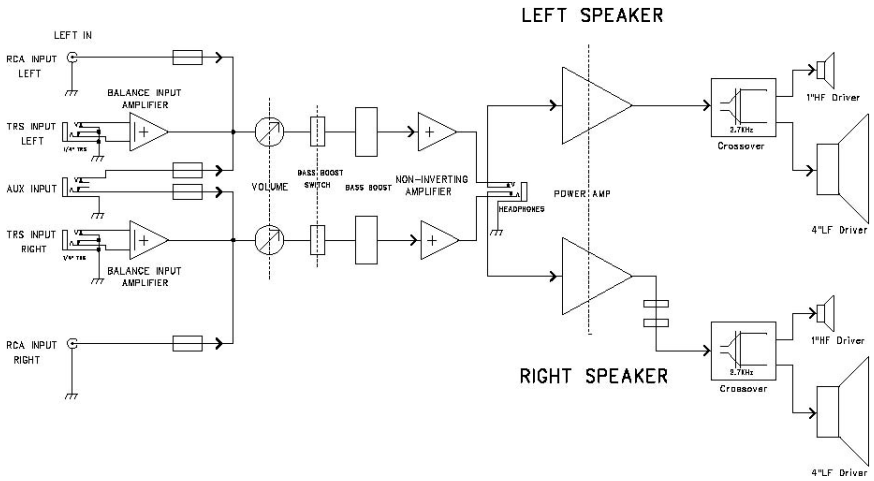 LEFT SPEAKER
LEFT IN
RCA INPUT
LEFT
BALANCE INPUT
AMPLIFIER
TRS INPUT
LEFT
1/4" TRS
AUX INPUT
TRS INPUT
RIGHT
1/4" TRS
BALANCE INPUT
AMPLIFIER
RCA INPUT
RIGHT
VOLUME
BASS BOOST
SWITCH
BASS BOOST
NON-INVERTING
AMPLIFIER
HEADPHONES
POWER AMP
2.7KHz
Crossover
1"HF Driver
4"LF Driver
RIGHT SPEAKER
2.7KHz
Crossover
1"HF Driver
4"LF Driver